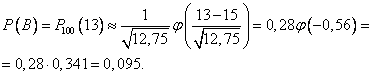 P(B) = P₁₀₀(13) ≈ 1/√12,75 φ((13−15)/√12,75) = 0,28φ(−0,56) =
= 0,28·0,341 = 0,095.